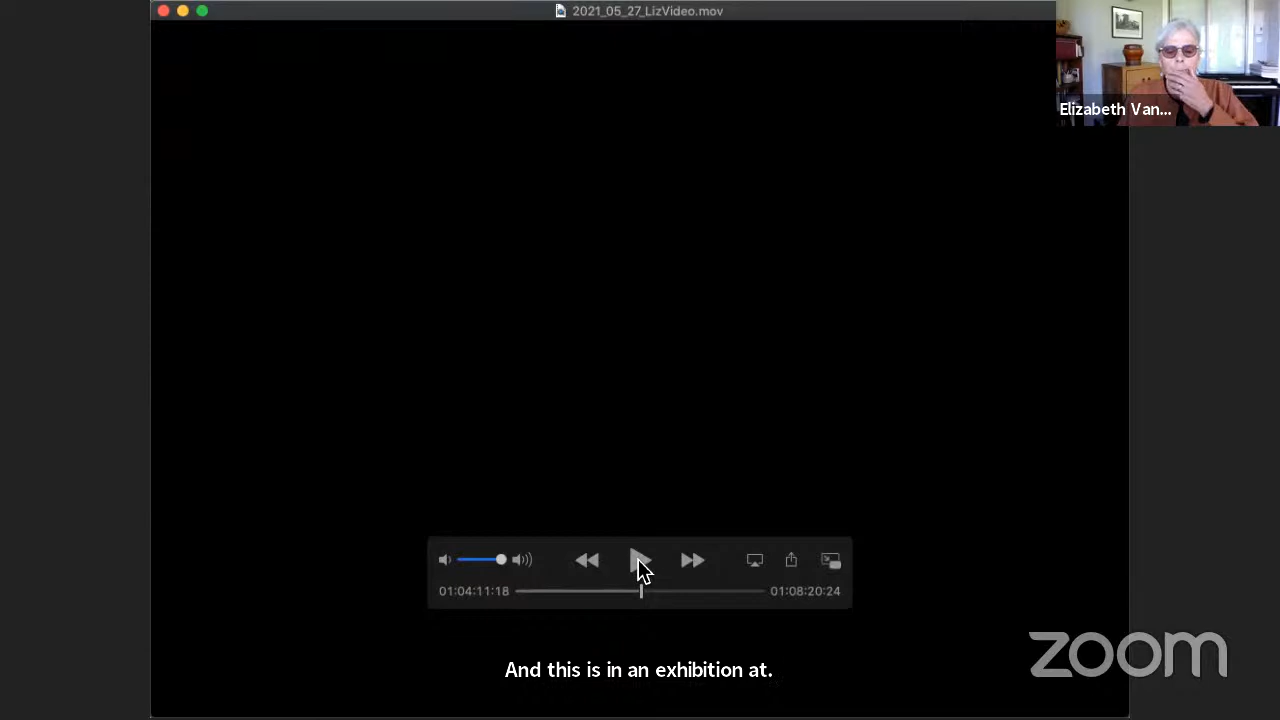 2021_05_27_LizVideo.mov
Elizabeth Van...
01:04:11:18
01:08:20:24
And this is in an exhibition at.
zoom